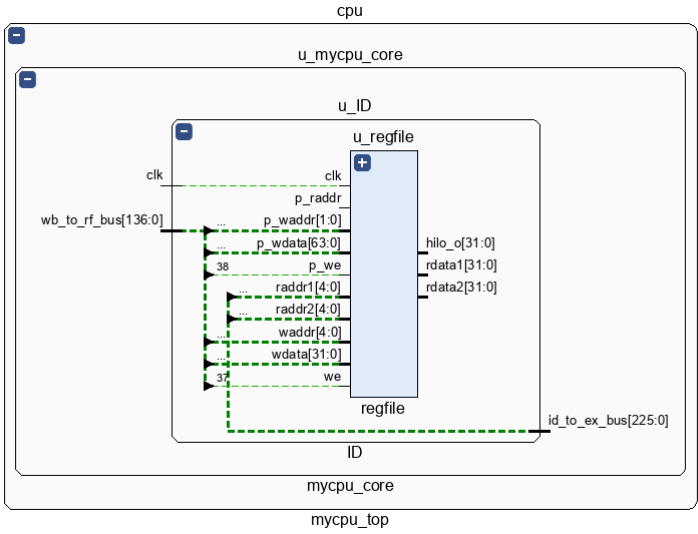 cpu
u_mycpu_core
u_ID
u_regfile
clk
clk
p_raddr
wb_to_rf_bus[136:0]
...
p_waddr[1:0]
...
p_wdata[63:0]
hilo_o[31:0]
38
p_we
rdata1[31:0]
...
raddr1[4:0]
rdata2[31:0]
...
raddr2[4:0]
...
waddr[4:0]
...
wdata[31:0]
37
we
regfile
id_to_ex_bus[225:0]
ID
mycpu_core
mycpu_top